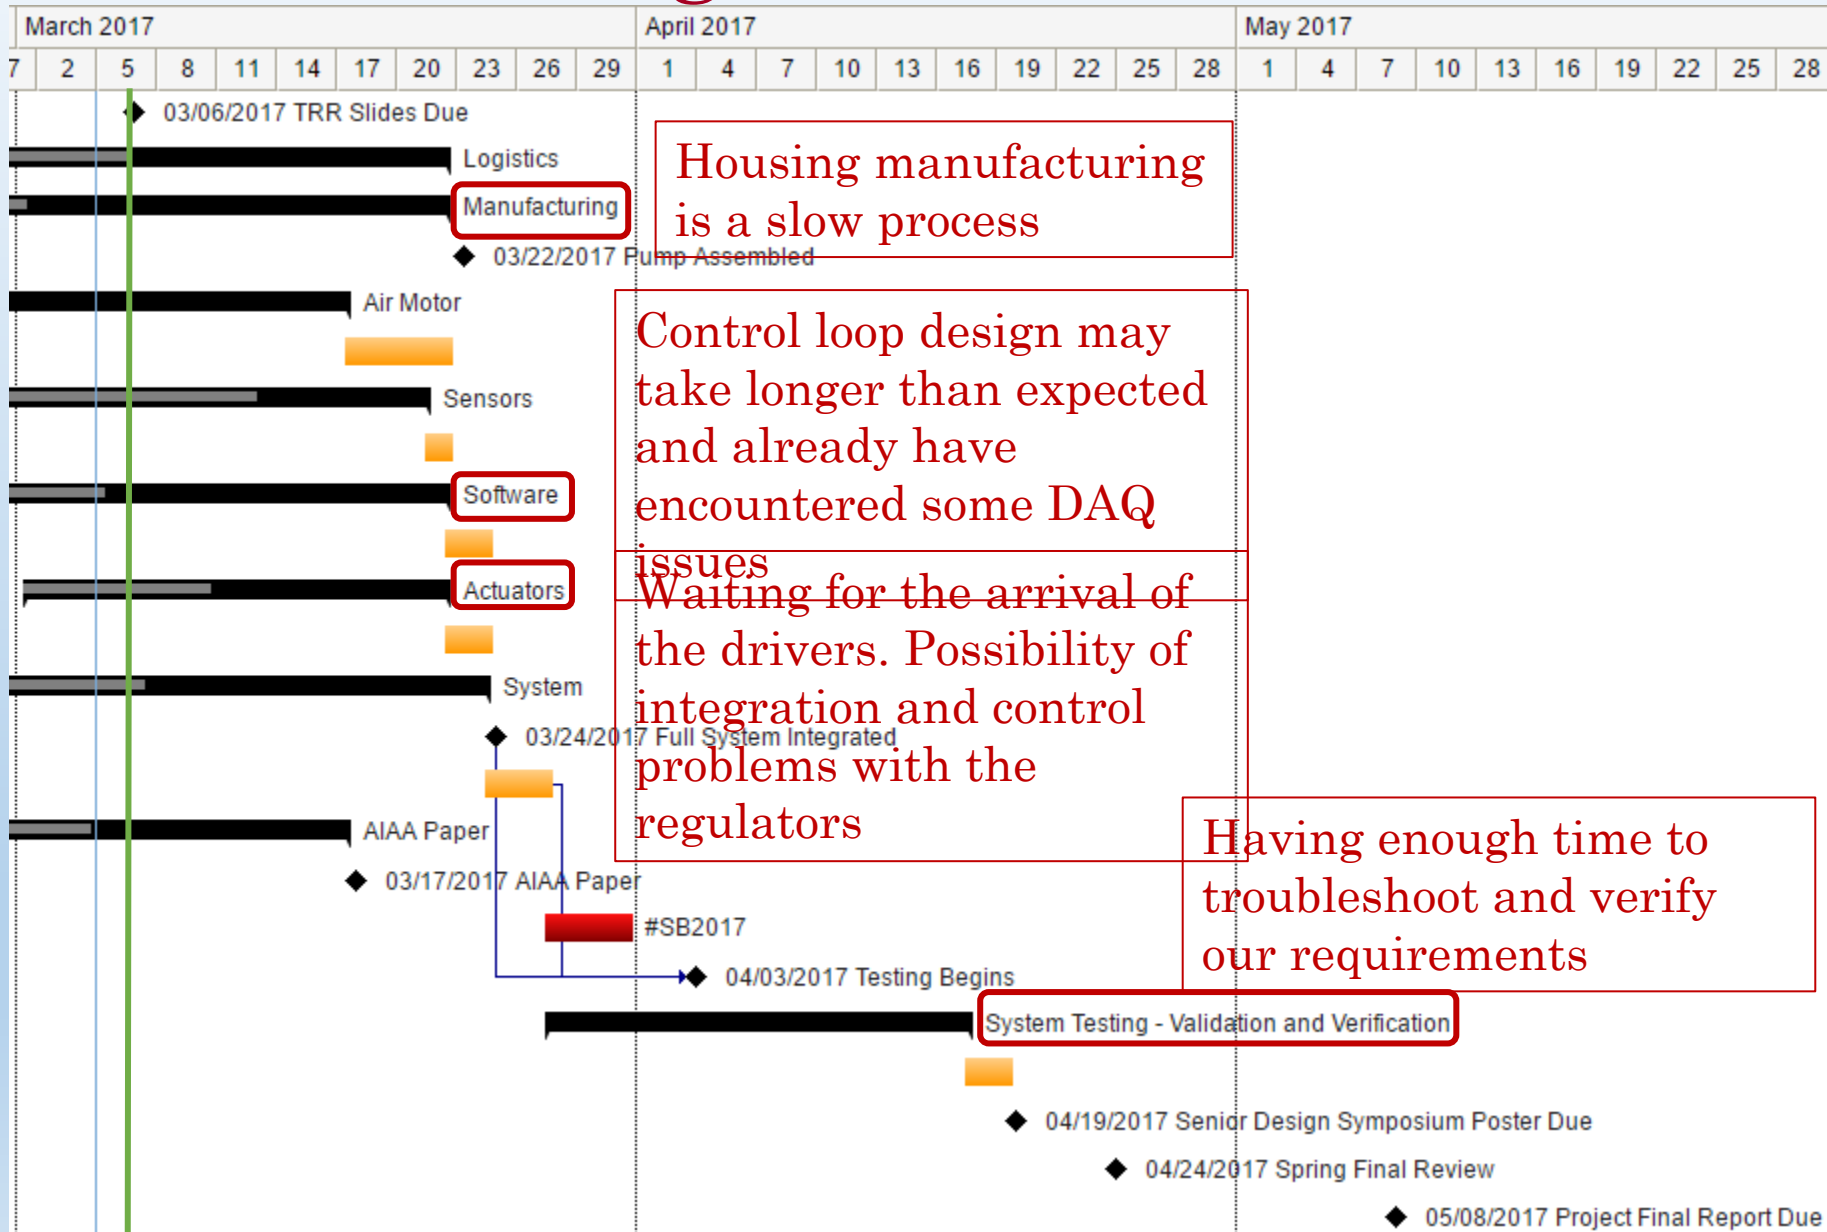 March 2017 April 2017 May 2017
7 2 5 8 11 14 17 20 23 26 29 1 4 7 10 13 16 19 22 25 28 1 4 7 10 13 16 19 22 25 28
03/06/2017 TRR Slides Due
Logistics
Housing manufacturing
is a slow process
Manufacturing
03/22/2017 Pump Assembled
Air Motor
Control loop design may
take longer than expected
and already have
encountered some DAQ
issues
Sensors
Software
Actuators
Waiting for the arrival of
the drivers. Possibility of
integration and control
problems with the
regulators
System
03/24/2017 Full System Integrated
AIAA Paper
Having enough time to
troubleshoot and verify
our requirements
03/17/2017 AIAA Paper
#SB2017
04/03/2017 Testing Begins
System Testing - Validation and Verification
04/19/2017 Senior Design Symposium Poster Due
04/24/2017 Spring Final Review
05/08/2017 Project Final Report Due